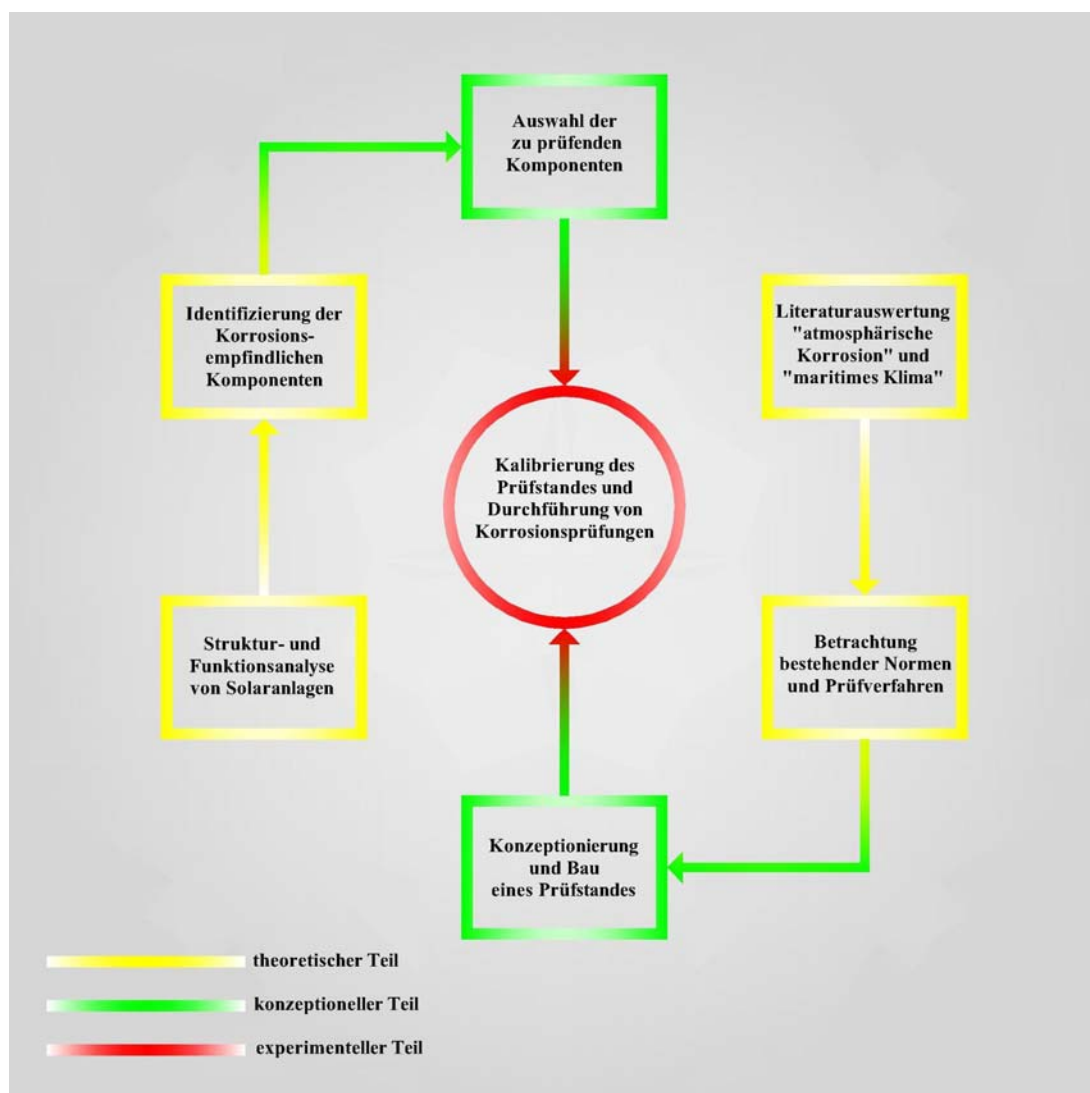 Auswahl der
zu prüfenden
Komponenten
Identifizierung der
Korrosions-
empfindlichen
Komponenten
Literaturauswertung
"atmosphärische
Korrosion" und
"maritimes Klima"
Kalibrierung des
Prüfstandes und
Durchführung von
Korrosionsprüfungen
Struktur- und
Funktionsanalyse
von Solaranlagen
Betrachtung
bestehender Normen
und Prüfverfahren
Konzeptionierung
und Bau
eines Prüfstandes
theoretischer Teil
konzeptioneller Teil
experimenteller Teil